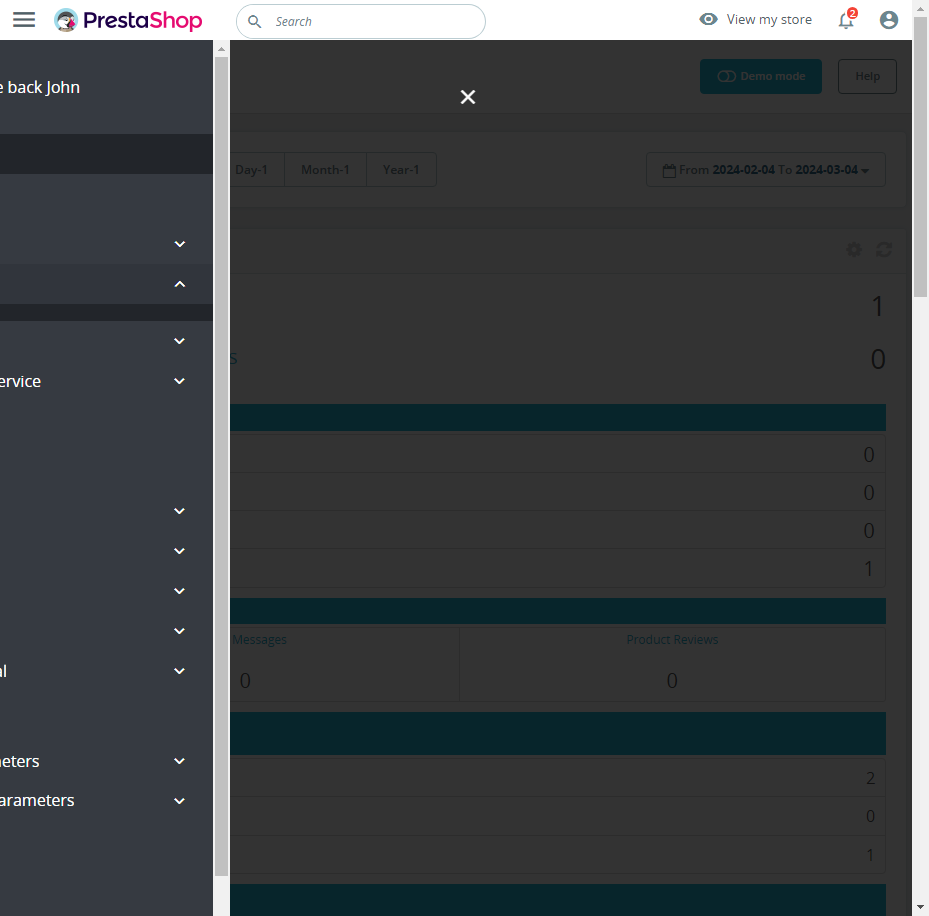 PrestaShop
Search
View my store
2
e back John
Demo mode
Help
Day-1
Month-1
Year-1
From 2024-02-04 To 2024-03-04
1
s
0
ervice
0
0
0
1
Messages
Product Reviews
0
0
al
2
eters
arameters
0
1